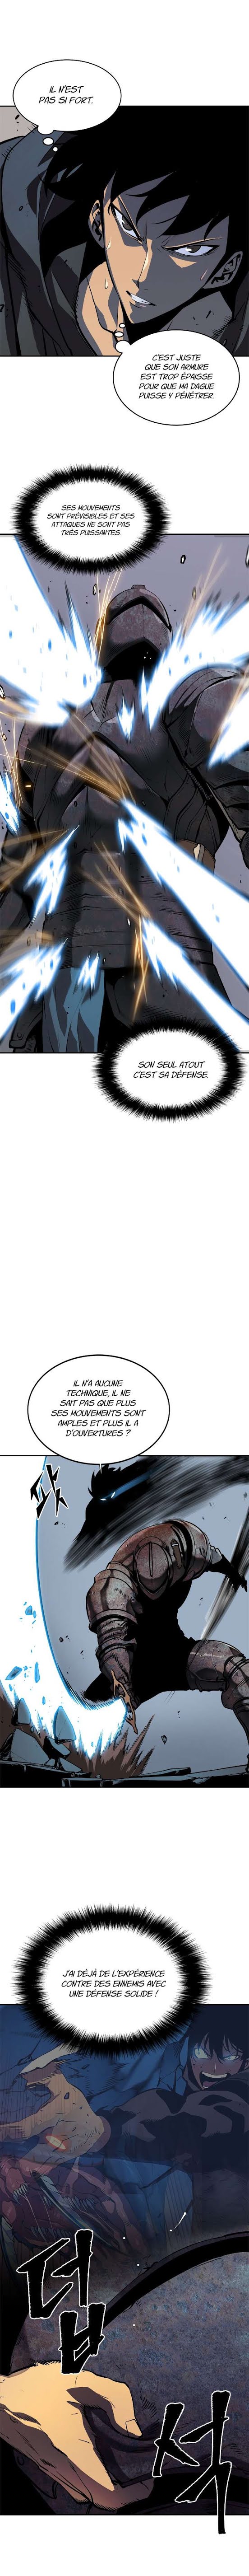 IL N'EST
PAS SI FORT.
C'EST JUSTE
QUE SON ARMURE
EST TROP ÉPAISSE
POUR QUE MA DAGUE
PUISSE Y PÉNÉTRER.
SES MOUVEMENTS
SONT PRÉVISIBLES ET SES
ATTAQUES NE SONT PAS
TRÈS PUISSANTES.
SON SEUL ATOUT
C'EST SA DÉFENSE.
IL N'A AUCUNE
TECHNIQUE, IL NE
SAIT PAS QUE PLUS
SES MOUVEMENTS SONT
AMPLES ET PLUS IL A
D'OUVERTURES ?
J'AI DÉJÀ DE L'EXPÉRIENCE
CONTRE DES ENNEMIS AVEC
UNE DÉFENSE SOLIDE !
더
벅